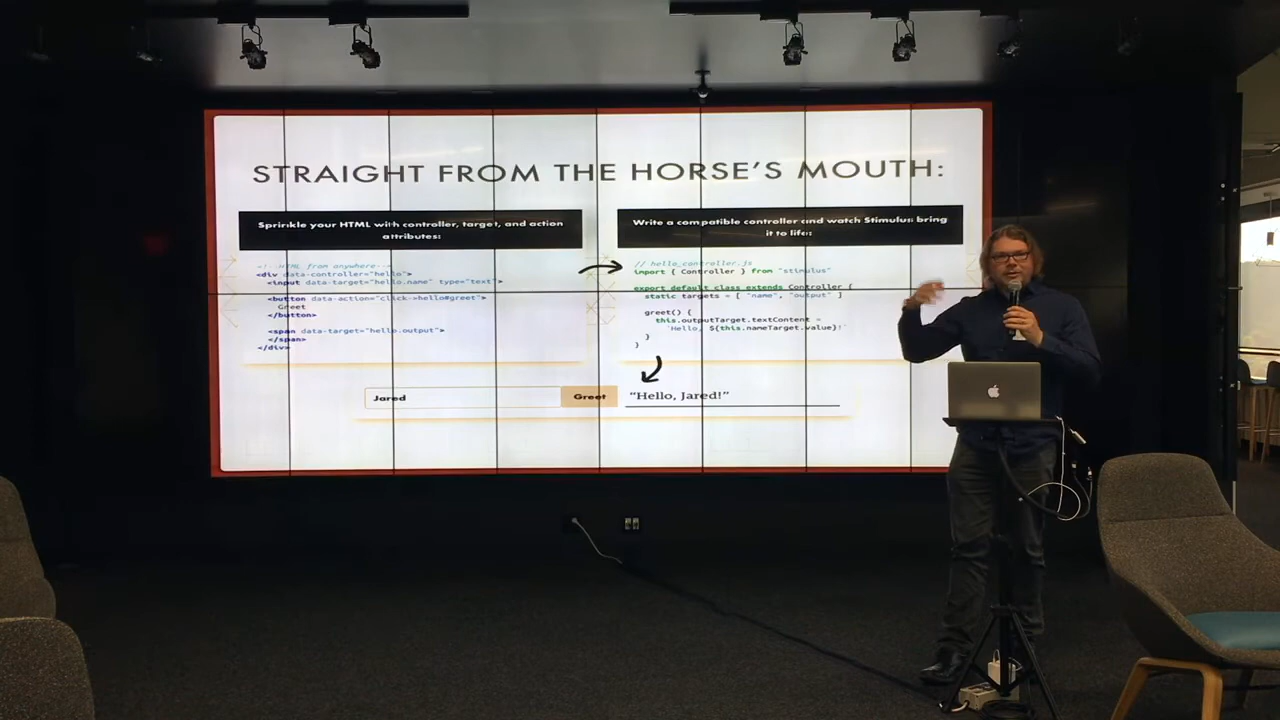 STRAIGHT FROM THE HORSE'S MOUTH:
Sprinkle your HTML with controller, target, and action
attributes:
<!-- HTML from anywhere-->
<div data-controller="hello">
<input data-target="hello.name" type="text">
<button data-action="click->hello#greet">
Greet
</button>
<span data-target="hello.output">
</span>
</div>
Write a compatible controller and watch Stimulus bring
it to life:
// hello_controller.js
import { Controller } from "stimulus"
export default class extends Controller {
static targets = [ "name", "output" ]
greet() {
this.outputTarget.textContent =
`Hello, ${this.nameTarget.value}!`
}
}
Jared
Greet
"Hello, Jared!"